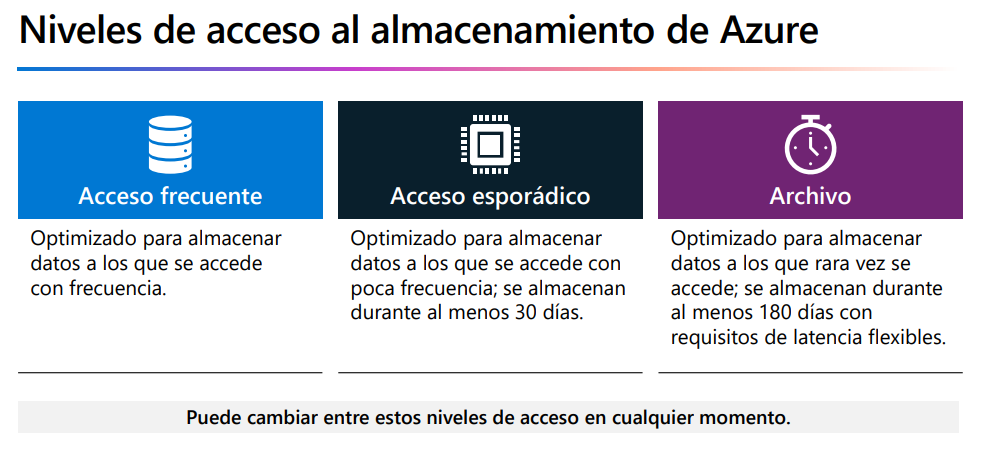 Niveles de acceso al almacenamiento de Azure
Acceso frecuente
Optimizado para almacenar
datos a los que se accede
con frecuencia.
Acceso esporádico
Optimizado para almacenar
datos a los que se accede con
poca frecuencia; se almacenan
durante al menos 30 días.
Archivo
Optimizado para almacenar
datos a los que rara vez se
accede; se almacenan durante
al menos 180 días con
requisitos de latencia flexibles.
Puede cambiar entre estos niveles de acceso en cualquier momento.